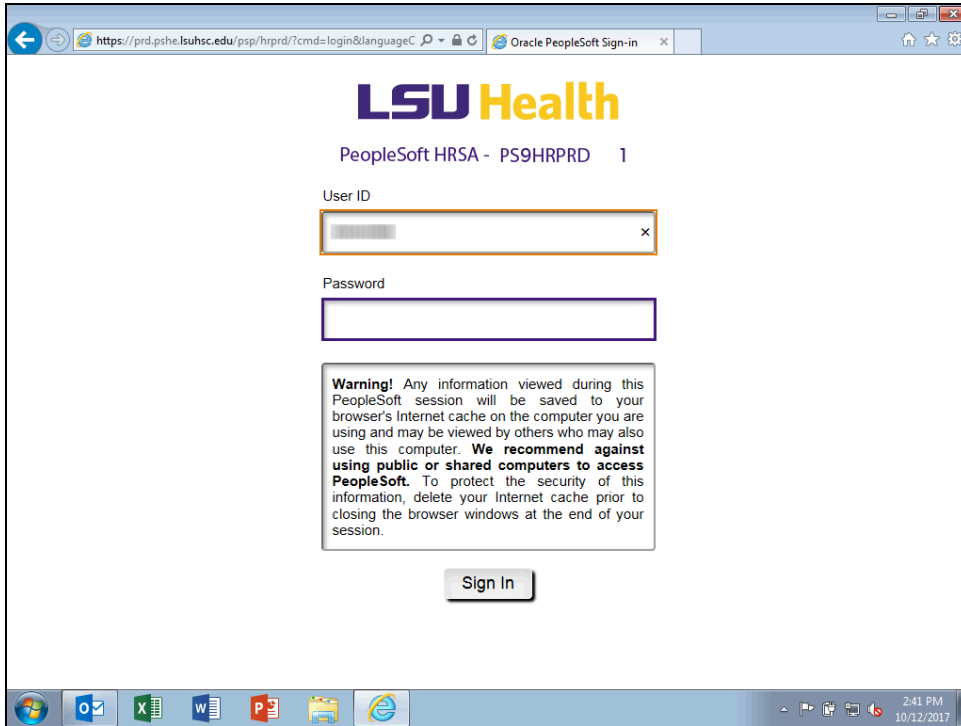 https://prd.pshe.lsuhsc.edu/psp/hrprd/?cmd=login&languageC
Oracle PeopleSoft Sign-in
LSU Health
PeopleSoft HRSA - PS9HRPRD 1
User ID
Password
Warning! Any information viewed during this
PeopleSoft session will be saved to your
browser's Internet cache on the computer you are
using and may be viewed by others who may also
use this computer. We recommend against
using public or shared computers to access
PeopleSoft. To protect the security of this
information, delete your Internet cache prior to
closing the browser windows at the end of your
session.
Sign In
2:41 PM
10/12/2017